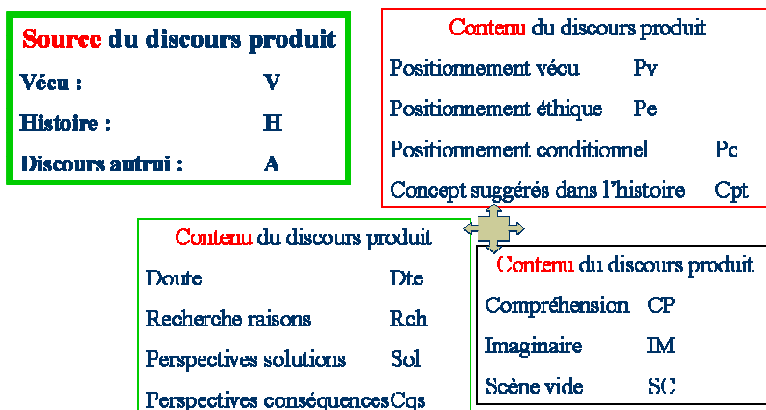 Source du discours produit
Vécu : V
Histoire : H
Discours autrui : A
Contenu du discours produit
Positionnement vécu Pv
Positionnement éthique Pe
Positionnement conditionnel Pc
Concept suggérés dans l'histoire Cpt
Contenu du discours produit
Doute Dte
Recherche raisons Rch
Perspectives solutions Sol
Perspectives conséquences Cqs
Contenu du discours produit
Compréhension CP
Imaginaire IM
Scène vide SC